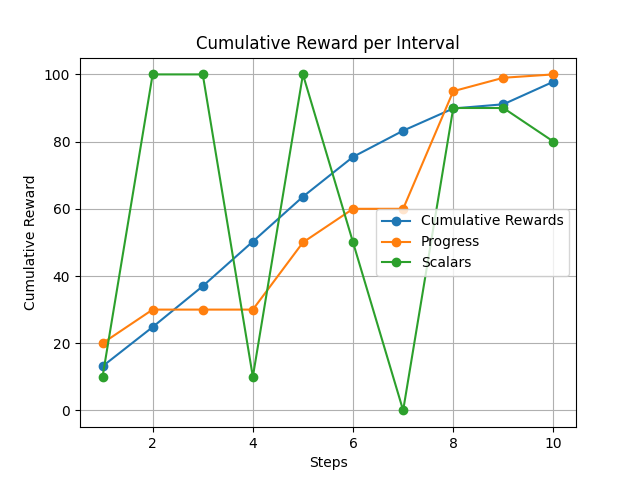 Cumulative Reward per Interval
Cumulative Reward
100
80
60
40
20
0
Cumulative Rewards
Progress
Scalars
2 4 6 8 10
Steps